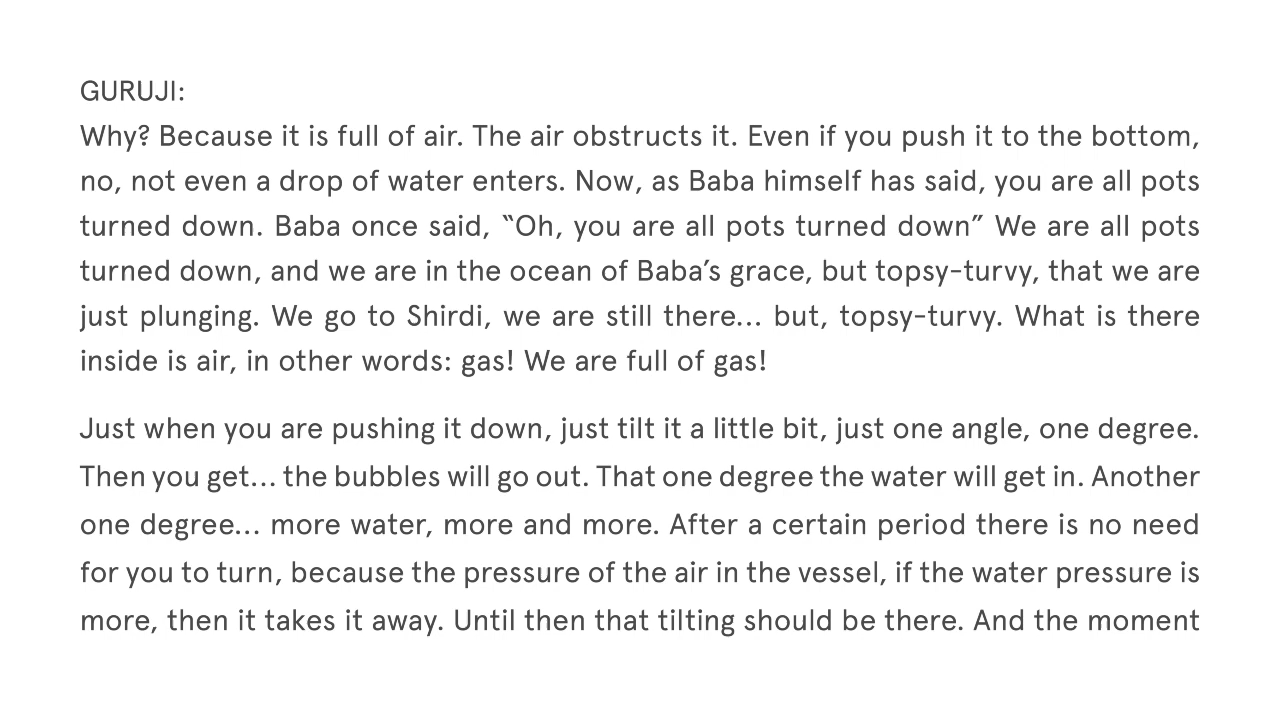 GURUJI:
Why? Because it is full of air. The air obstructs it. Even if you push it to the bottom,
no, not even a drop of water enters. Now, as Baba himself has said, you are all pots
turned down. Baba once said, “Oh, you are all pots turned down” We are all pots
turned down, and we are in the ocean of Baba’s grace, but topsy-turvy, that we are
just plunging. We go to Shirdi, we are still there... but, topsy-turvy. What is there
inside is air, in other words: gas! We are full of gas!
Just when you are pushing it down, just tilt it a little bit, just one angle, one degree.
Then you get... the bubbles will go out. That one degree the water will get in. Another
one degree... more water, more and more. After a certain period there is no need
for you to turn, because the pressure of the air in the vessel, if the water pressure is
more, then it takes it away. Until then that tilting should be there. And the moment